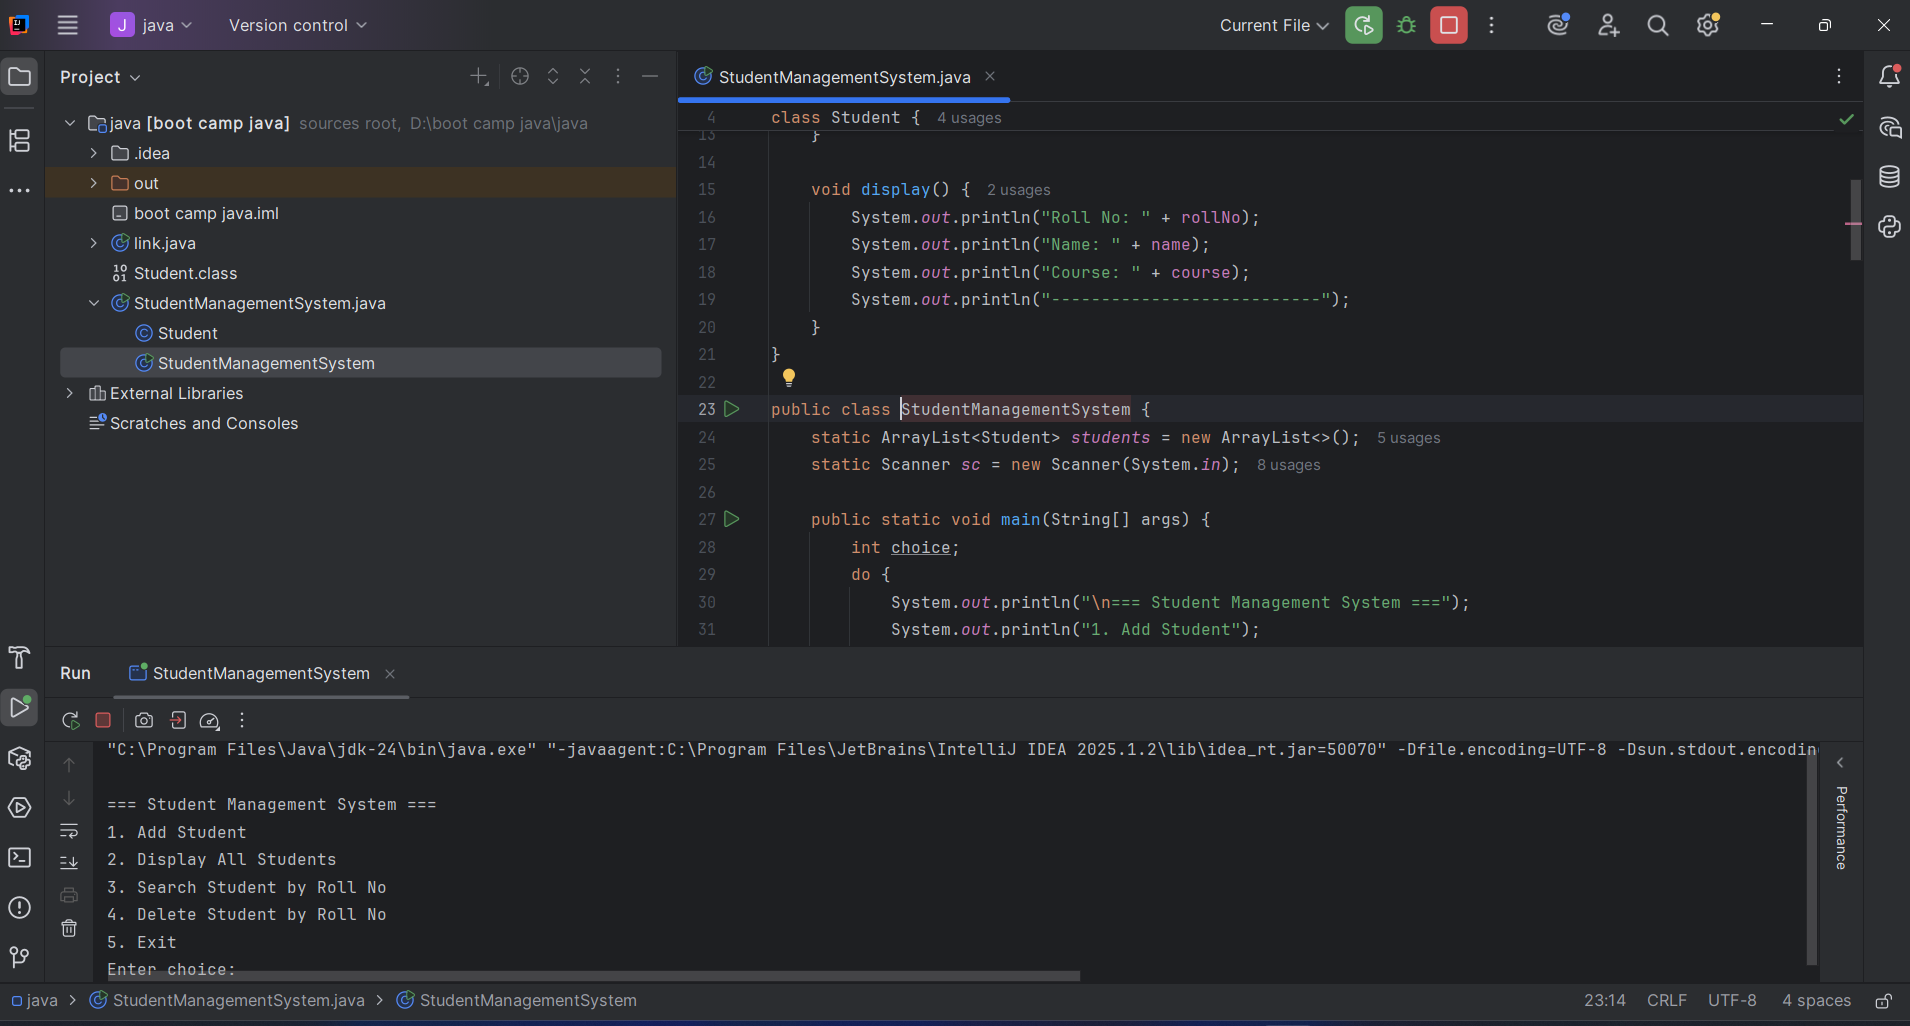 J java Version control Current File
Project
java [boot camp java] sources root, D:\boot camp java\java
.idea
out
boot camp java.iml
link.java
Student.class
StudentManagementSystem.java
Student
StudentManagementSystem
External Libraries
Scratches and Consoles
StudentManagementSystem.java
4 class Student { 4 usages
13 }
14
15 void display() { 2 usages
16 System.out.println("Roll No: " + rollNo);
17 System.out.println("Name: " + name);
18 System.out.println("Course: " + course);
19 System.out.println("---------------------------");
20 }
21 }
22
23 public class StudentManagementSystem {
24 static ArrayList<Student> students = new ArrayList<>(); 5 usages
25 static Scanner sc = new Scanner(System.in); 8 usages
26
27 public static void main(String[] args) {
28 int choice;
29 do {
30 System.out.println("\n=== Student Management System ===");
31 System.out.println("1. Add Student");
Run StudentManagementSystem
"C:\Program Files\Java\jdk-24\bin\java.exe" "-javaagent:C:\Program Files\JetBrains\IntelliJ IDEA 2025.1.2\lib\idea_rt.jar=50070" -Dfile.encoding=UTF-8 -Dsun.stdout.encodin
=== Student Management System ===
1. Add Student
2. Display All Students
3. Search Student by Roll No
4. Delete Student by Roll No
5. Exit
Enter choice:
Performance
java > StudentManagementSystem.java > StudentManagementSystem 23:14 CRLF UTF-8 4 spaces